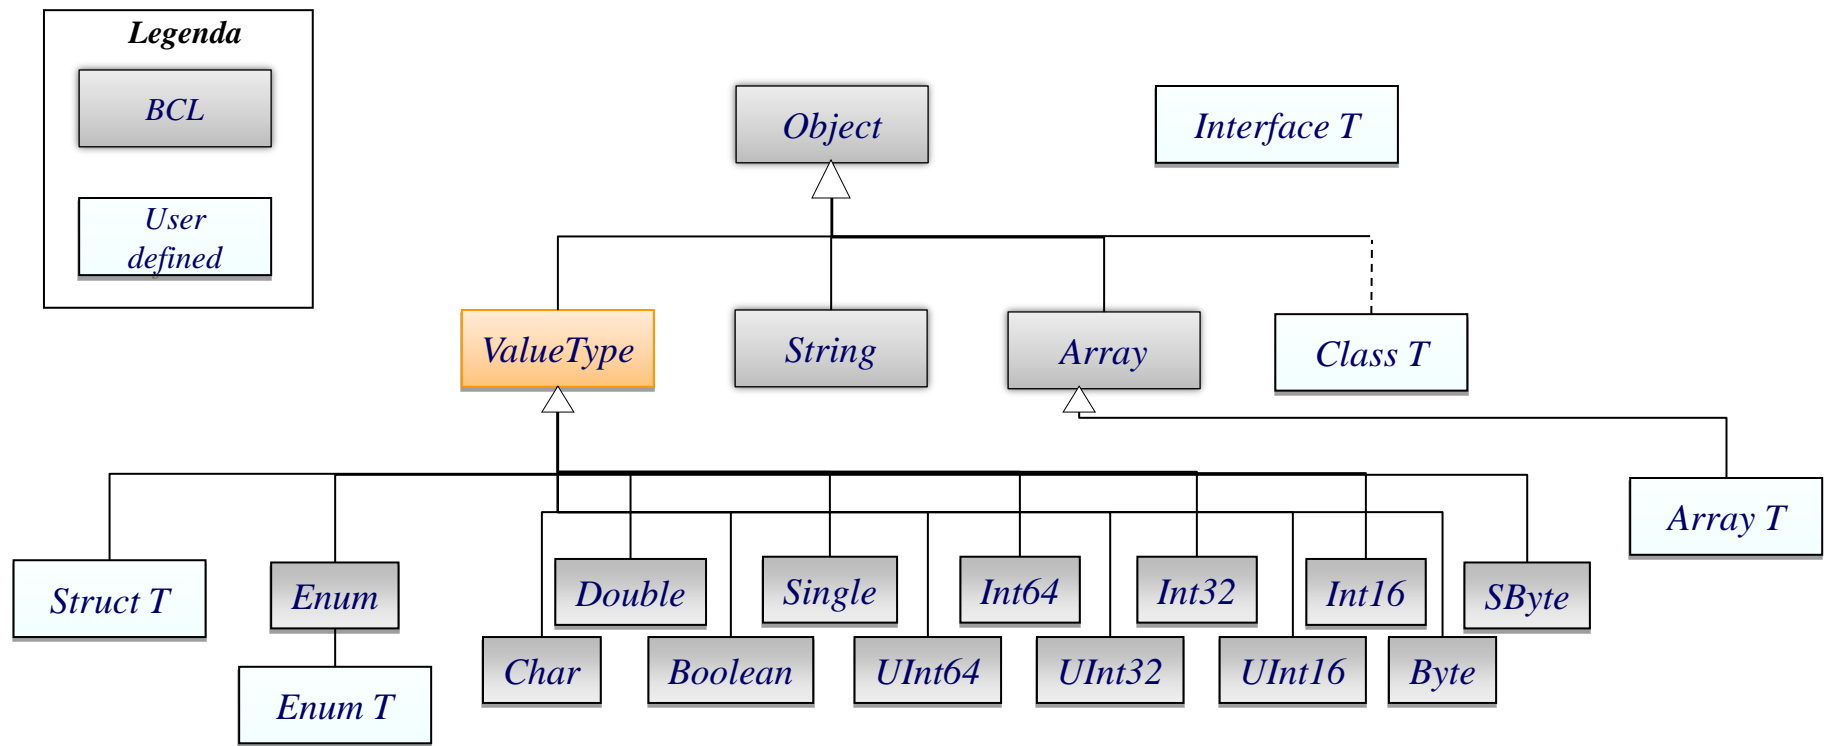 Legenda
BCL
User
defined
Object
Interface T
ValueType
String
Array
Class T
Array T
Struct T
Enum
Double
Single
Int64
Int32
Int16
SByte
Char
Boolean
UInt64
UInt32
UInt16
Byte
Enum T